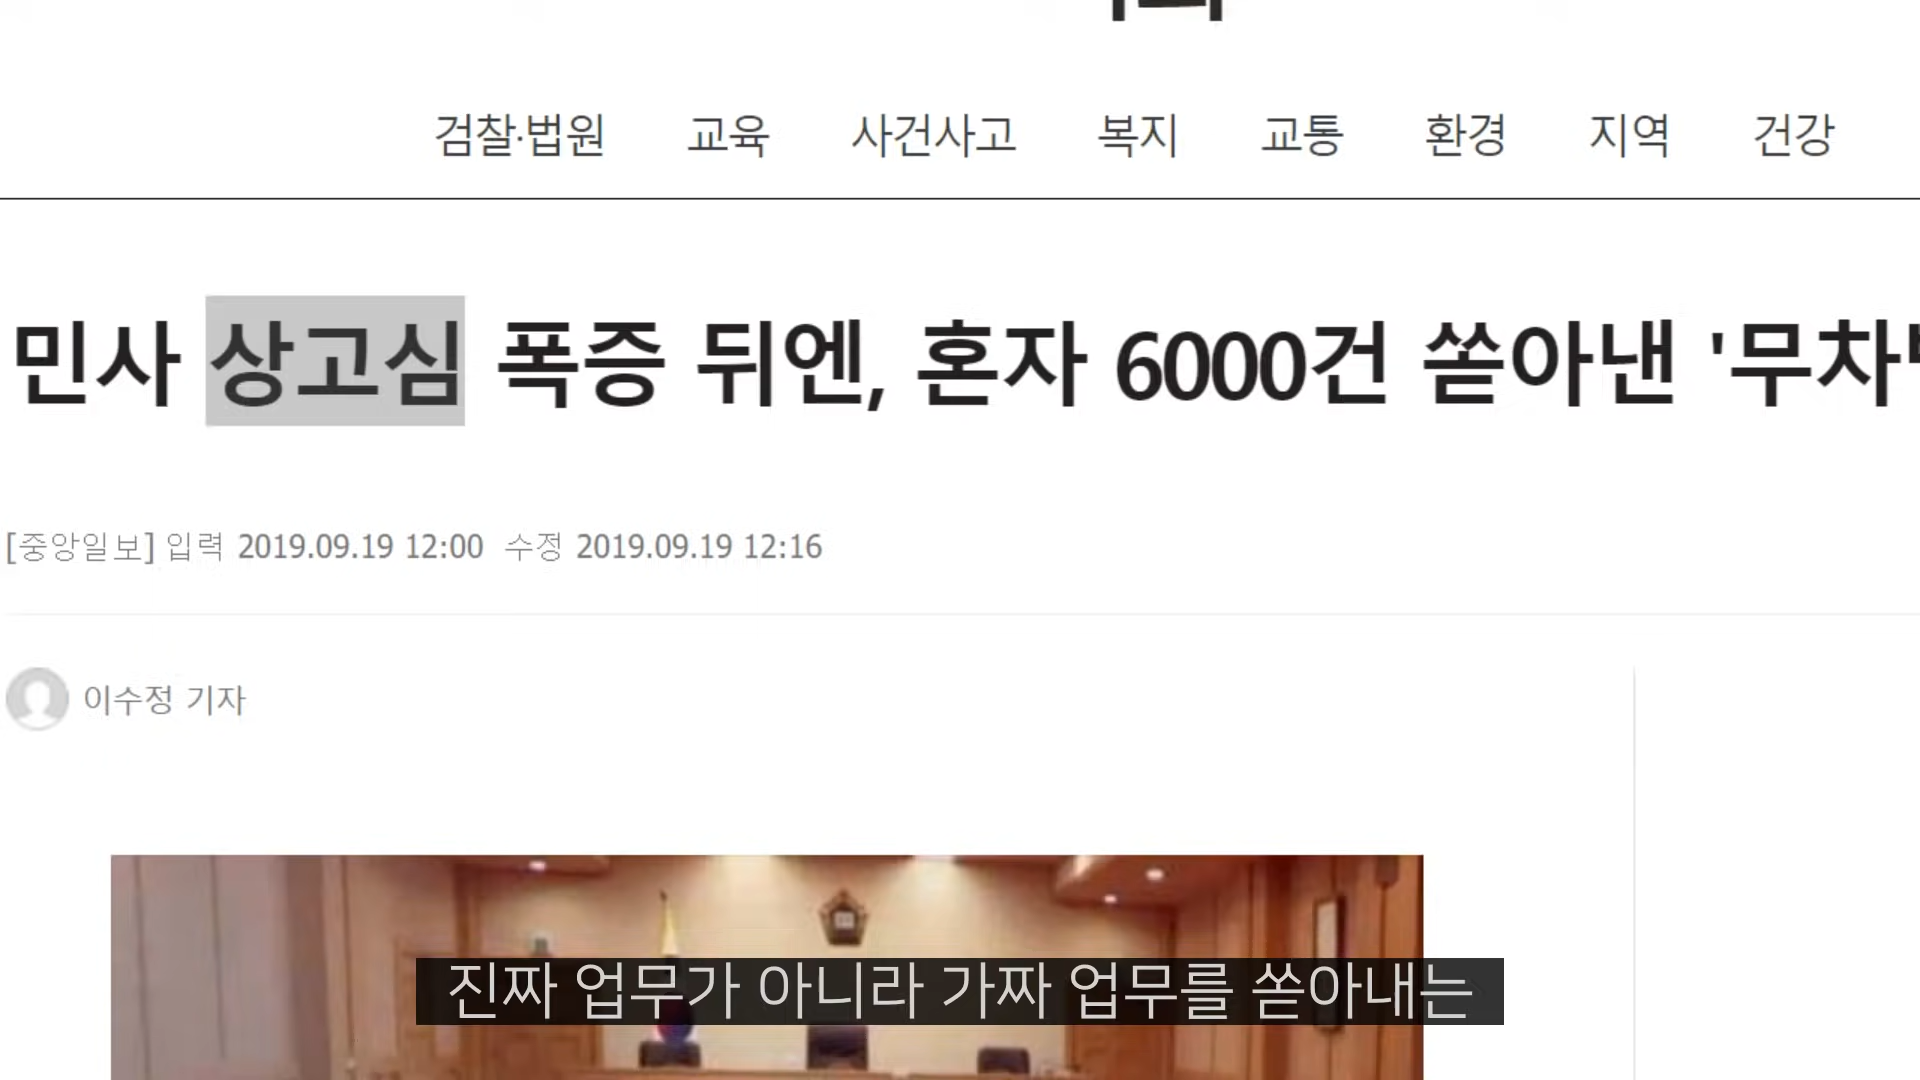 검찰·법원 교육 사건사고 복지 교통 환경 지역 건강
민사 상고심 폭증 뒤엔, 혼자 6000건 쏟아낸 '무차
[중앙일보] 입력 2019.09.19 12:00 수정 2019.09.19 12:16
이수정 기자
진짜 업무가 아니라 가짜 업무를 쏟아내는